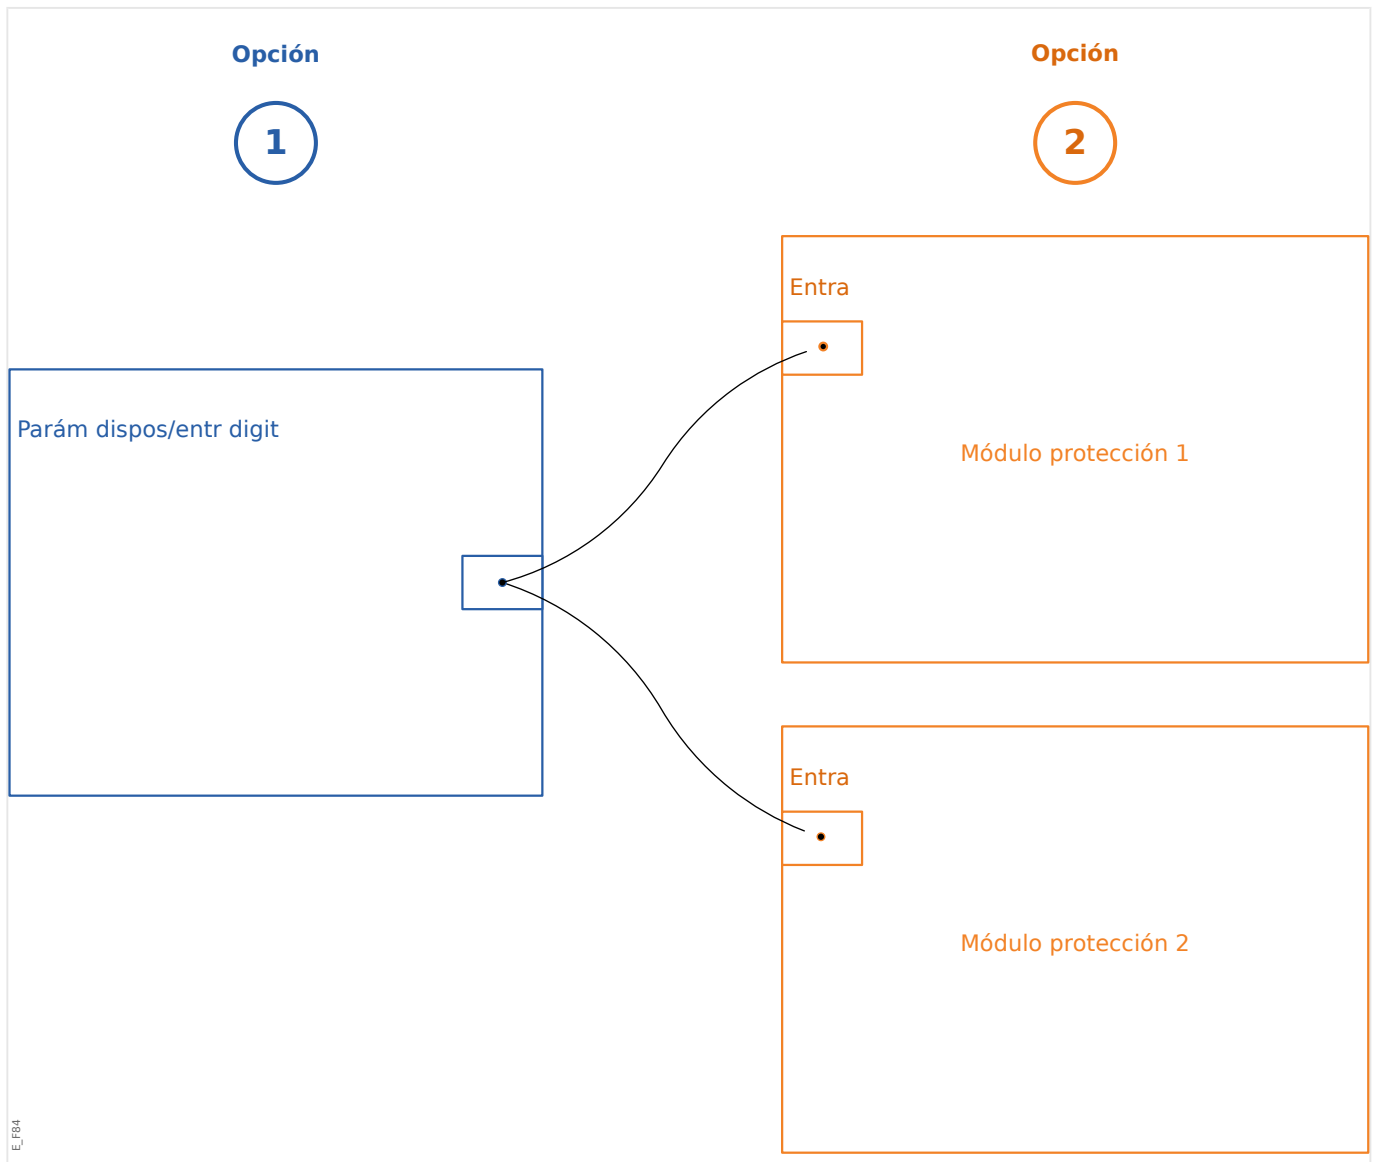 Opción
1
Opción
2
Parám dispos/entr digit
Entra
Módulo protección 1
Entra
Módulo protección 2
E_F84